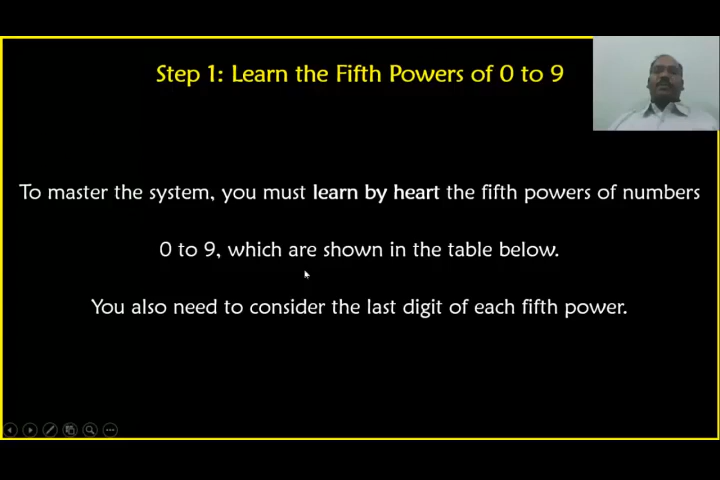 Step 1: Learn the Fifth Powers of 0 to 9
To master the system, you must learn by heart the fifth powers of numbers
0 to 9, which are shown in the table below.
You also need to consider the last digit of each fifth power.